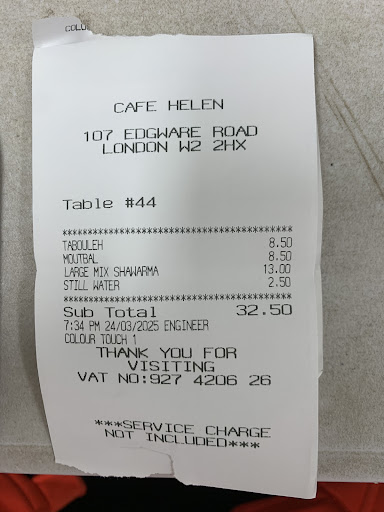 COLOU
CAFE HELEN
107 EDGWARE ROAD
LONDON W2 2HX
Table #44
****************************************
TABOULEH 8.50
MOUTBAL 8.50
LARGE MIX SHAWARMA 13.00
STILL WATER 2.50
****************************************
Sub Total 32.50
7:34 PM 24/03/2025 ENGINEER
COLOUR TOUCH 1
THANK YOU FOR
VISITING
VAT NO:927 4206 26
***SERVICE CHARGE
NOT INCLUDED***